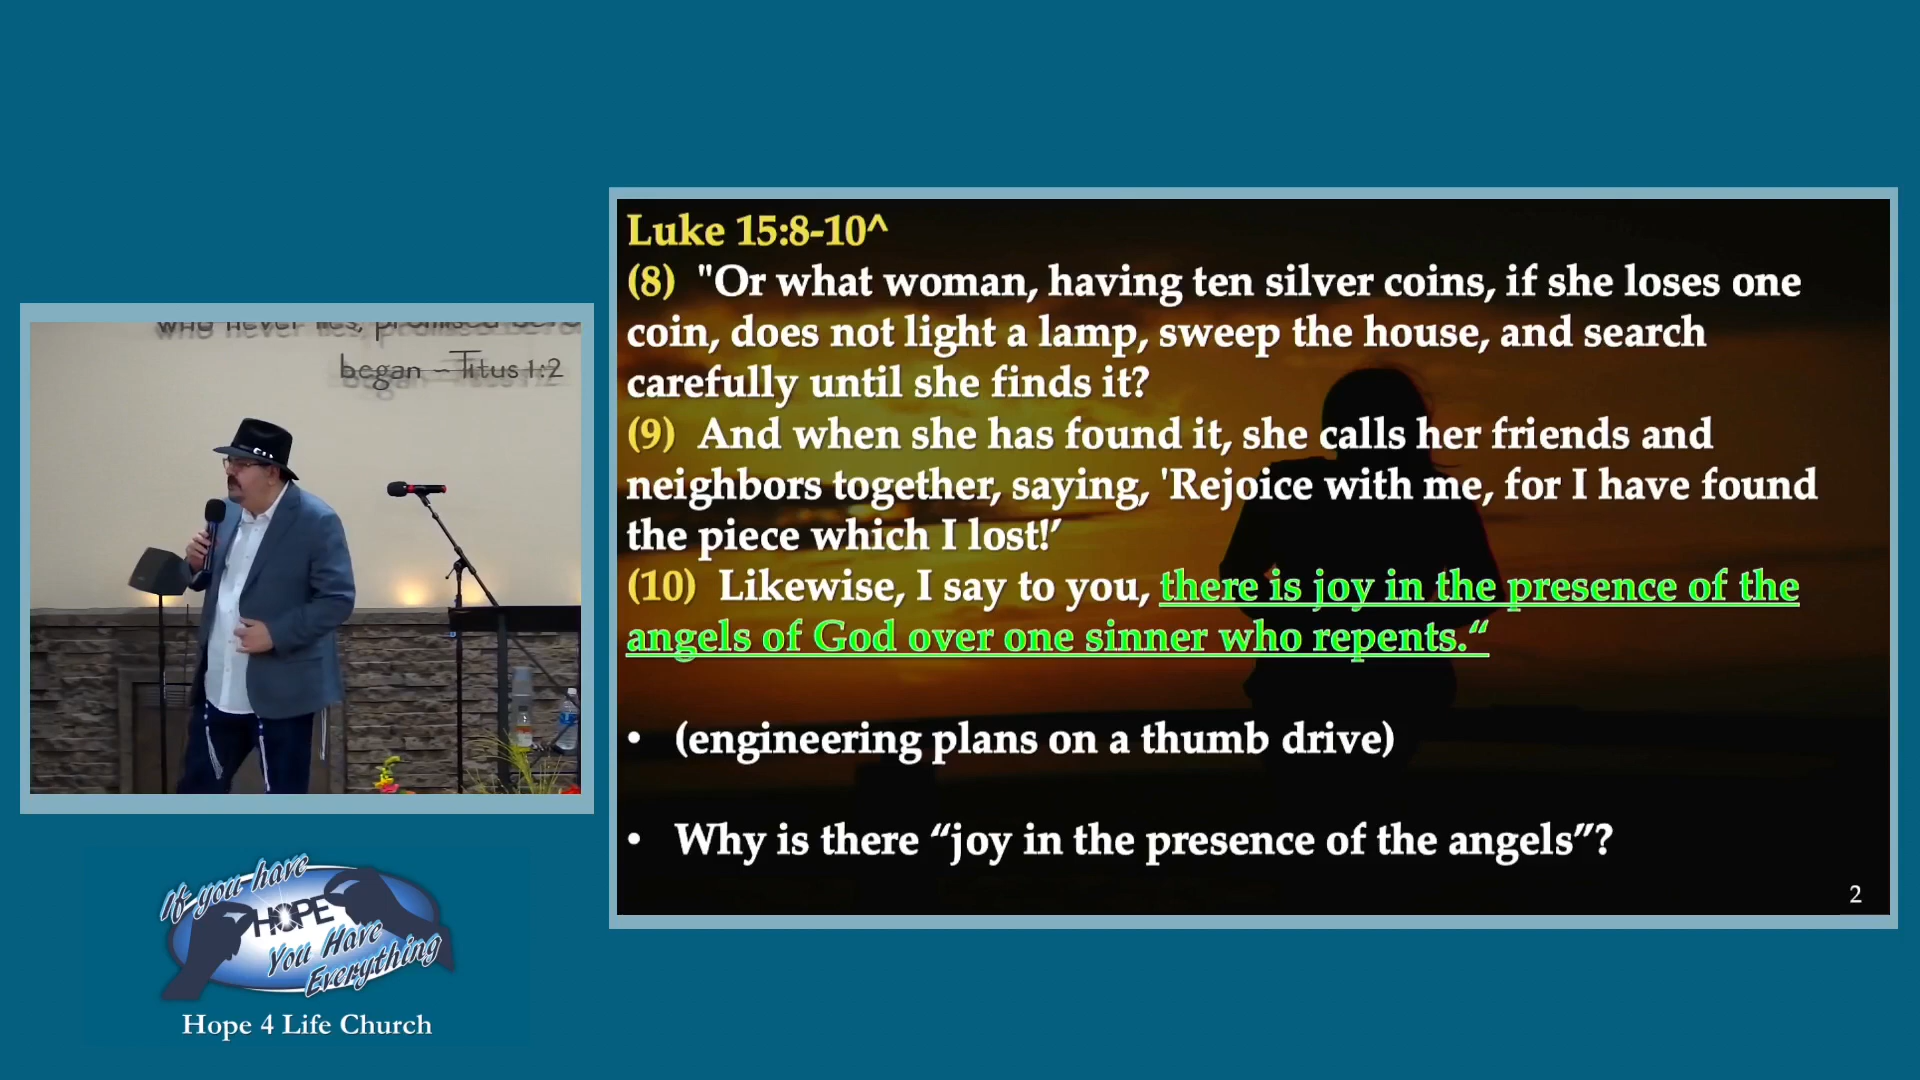 who never lies, promised
began ~ Titus 1:2
If you have
HOPE
You Have
Everything
Hope 4 Life Church
Luke 15:8-10^
(8) "Or what woman, having ten silver coins, if she loses one
coin, does not light a lamp, sweep the house, and search
carefully until she finds it?
(9) And when she has found it, she calls her friends and
neighbors together, saying, 'Rejoice with me, for I have found
the piece which I lost!’
(10) Likewise, I say to you, there is joy in the presence of the
angels of God over one sinner who repents.“
• (engineering plans on a thumb drive)
• Why is there “joy in the presence of the angels”?
2